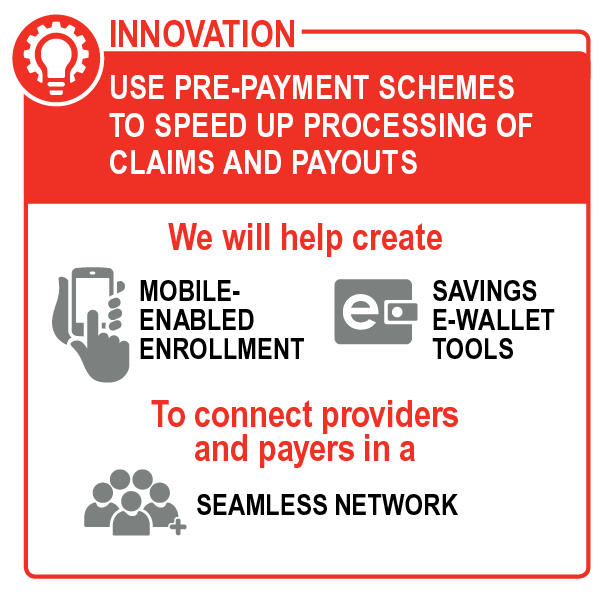 INNOVATION
USE PRE-PAYMENT SCHEMES
TO SPEED UP PROCESSING OF
CLAIMS AND PAYOUTS
We will help create
MOBILE-
ENABLED
ENROLLMENT
e
SAVINGS
E-WALLET
TOOLS
To connect providers
and payers in a
SEAMLESS NETWORK